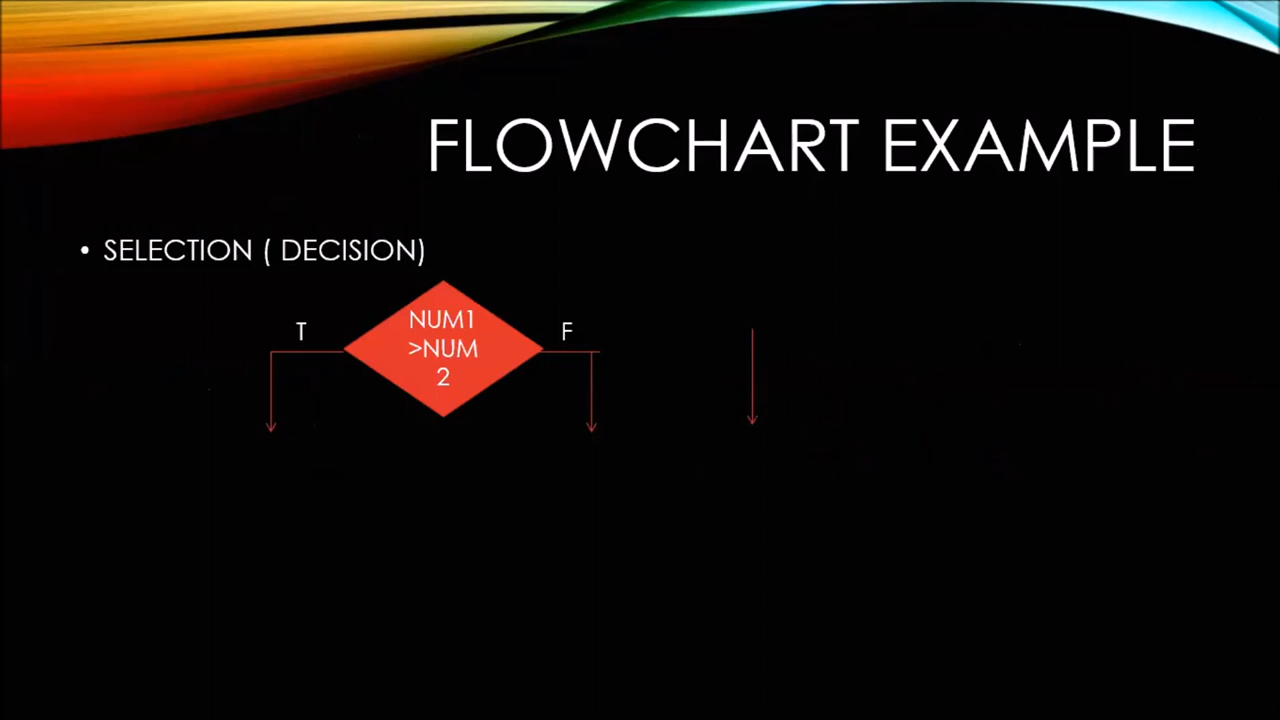 FLOWCHART EXAMPLE
• SELECTION ( DECISION)
T
NUM1
>NUM
2
F